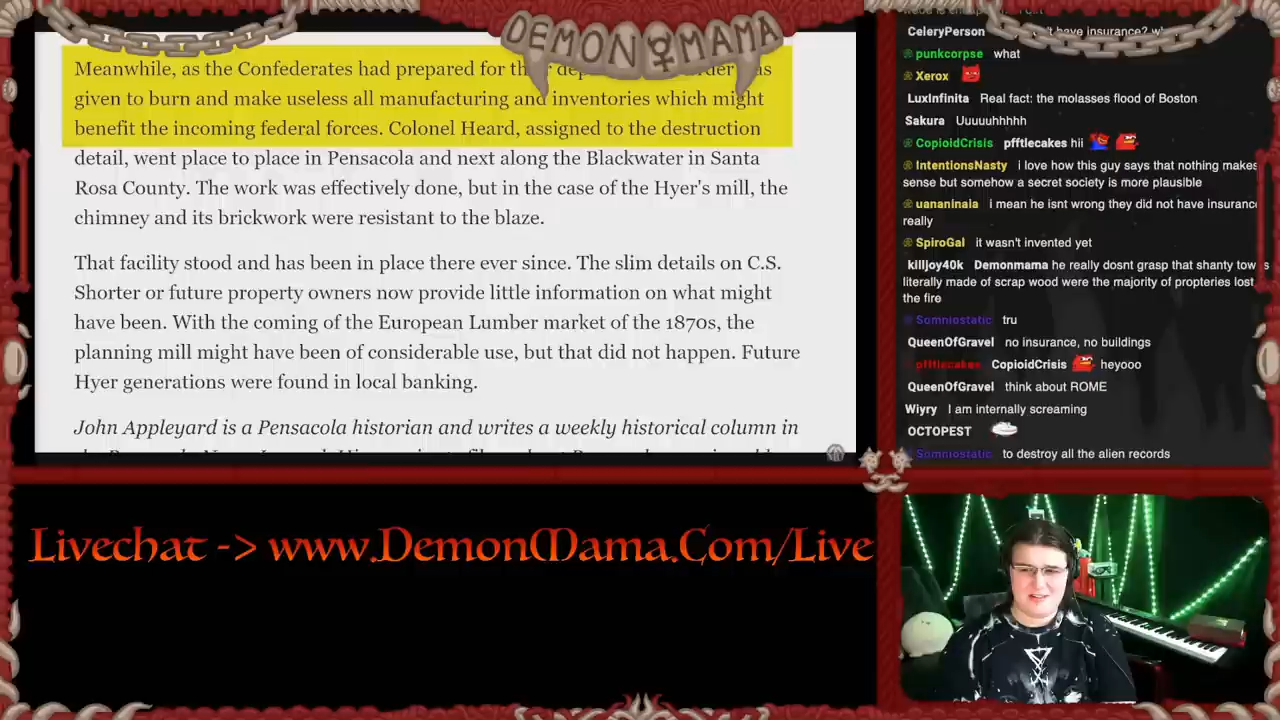 DEMON MAMA
Meanwhile, as the Confederates had prepared for
given to burn and make useless all manufacturing and inventories which might
benefit the incoming federal forces. Colonel Heard, assigned to the destruction
detail, went place to place in Pensacola and next along the Blackwater in Santa
Rosa County. The work was effectively done, but in the case of the Hyer's mill, the
chimney and its brickwork were resistant to the blaze.
That facility stood and has been in place there ever since. The slim details on C.S.
Shorter or future property owners now provide little information on what might
have been. With the coming of the European Lumber market of the 1870s, the
planning mill might have been of considerable use, but that did not happen. Future
Hyer generations were found in local banking.
John Appleyard is a Pensacola historian and writes a weekly historical column in
Livechat -> www.DemonMama.Com/Live
CeleryPerson have insurance?
punkcorpse what
Xerox
LuxInfinita Real fact: the molasses flood of Boston
Sakura Uuuuuhhhhh
CopioidCrisis pfftlecakes hii
IntentionsNasty i love how this guy says that nothing makes
sense but somehow a secret society is more plausible
uananinala i mean he isnt wrong they did not have insurance
really
SpiroGal it wasn't invented yet
killjoy40k Demonmama he really dosnt grasp that shanty tow s
literally made of scrap wood were the majority of propteries lost
the fire
Somniostatic tru
QueenOfGravel no insurance, no buildings
pfftlecakes CopioidCrisis heyooo
QueenOfGravel think about ROME
Wiyry I am internally screaming
OCTOPEST
Somniostatic to destroy all the alien records